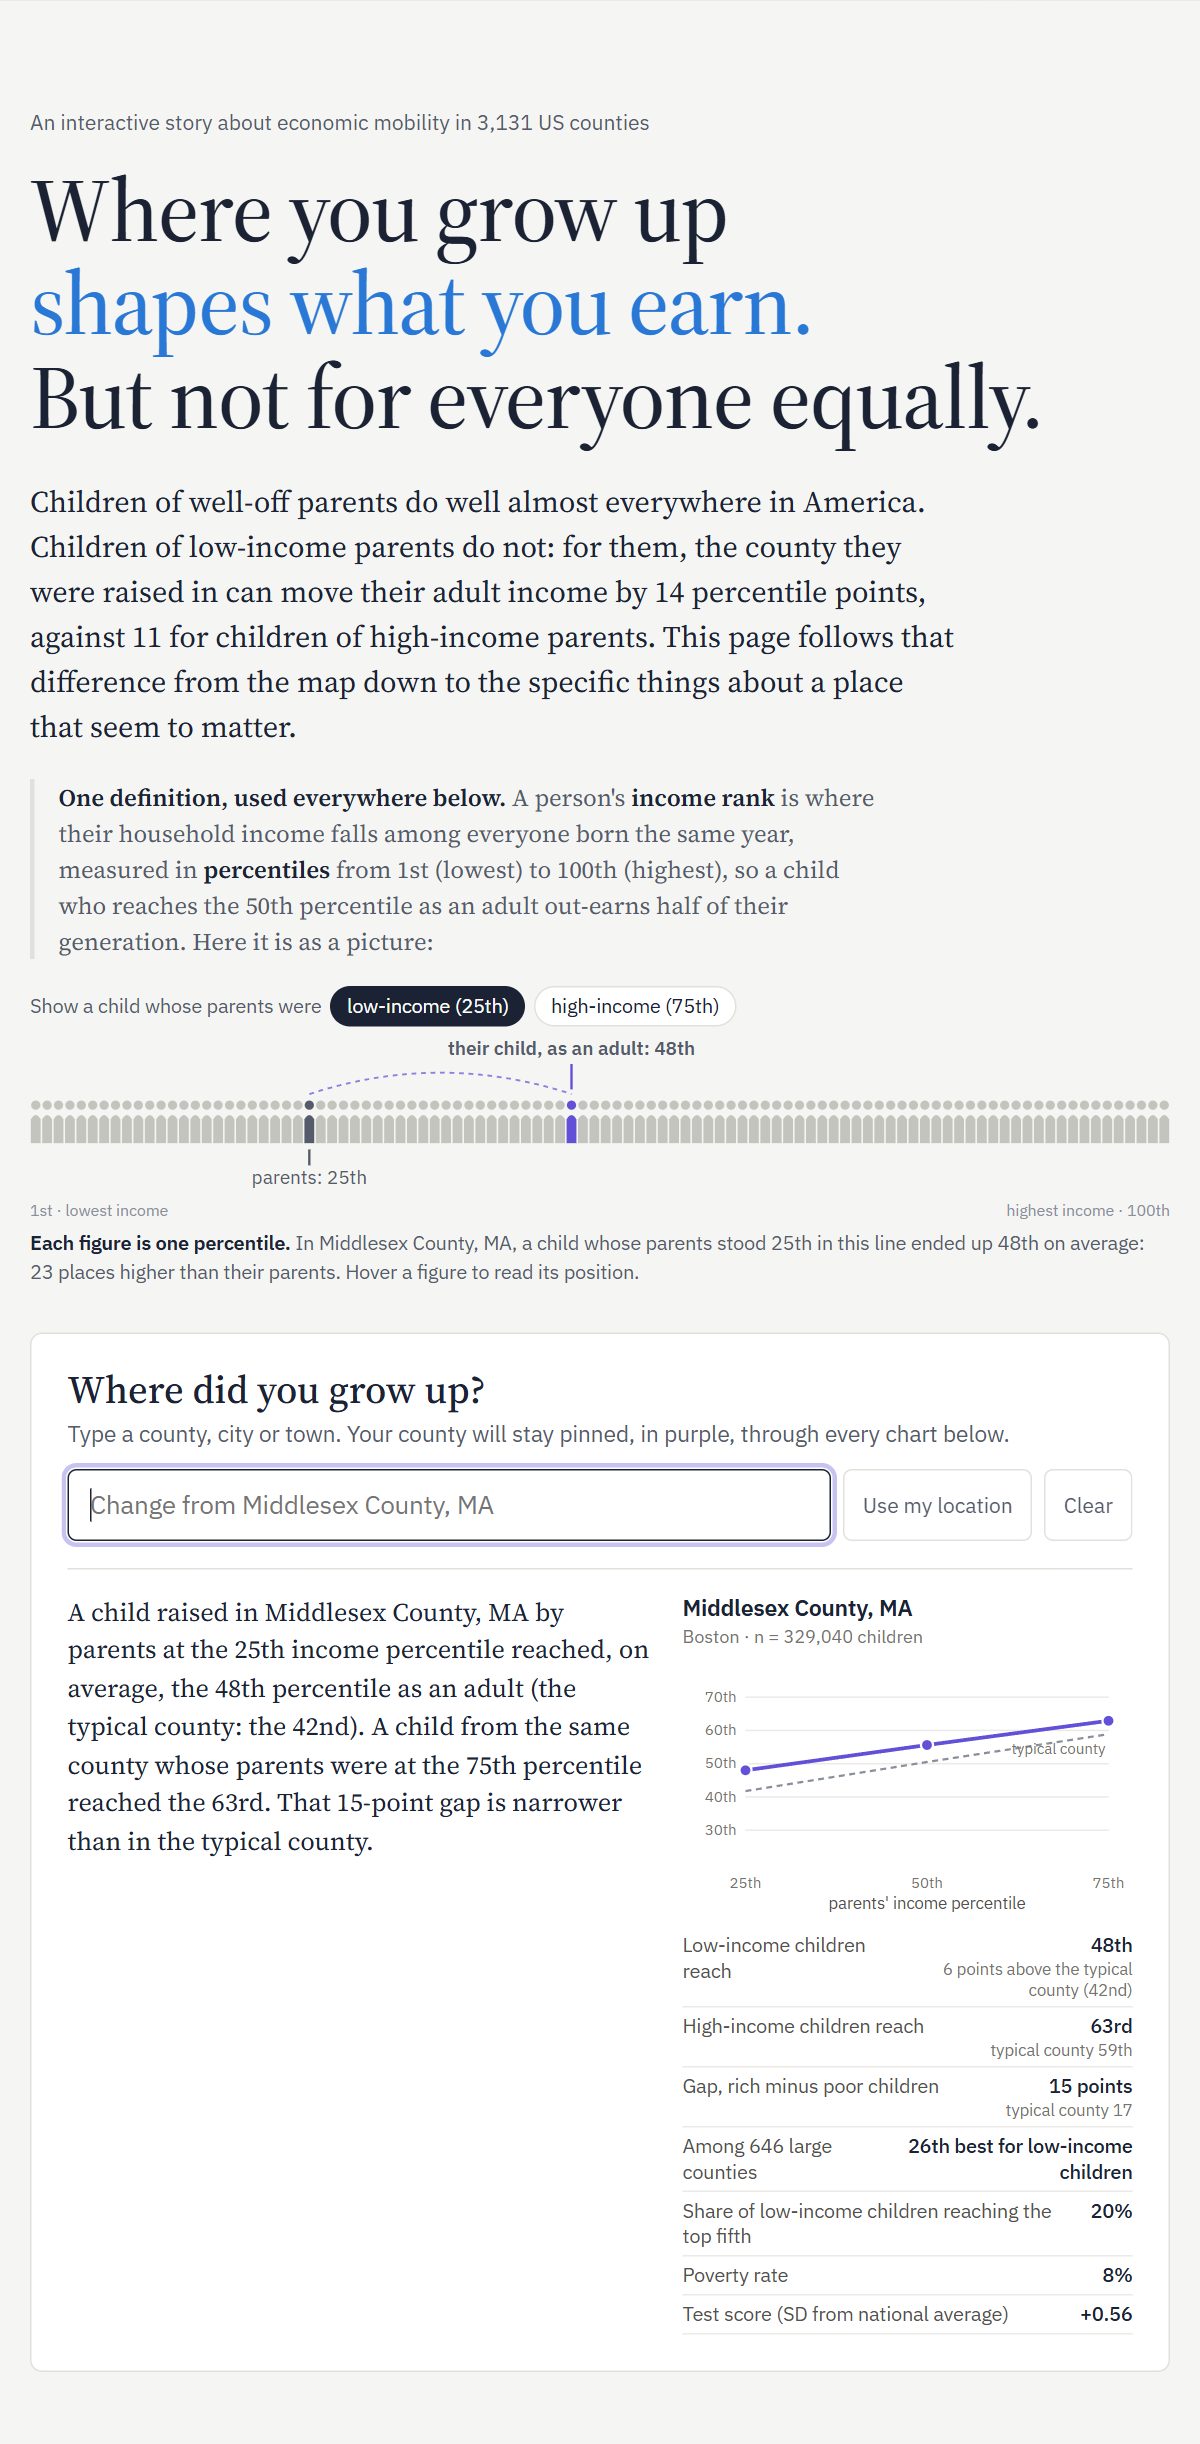 An interactive story about economic mobility in 3,131 US counties
Where you grow up
shapes what you earn.
But not for everyone equally.
Children of well-off parents do well almost everywhere in America.
Children of low-income parents do not: for them, the county they
were raised in can move their adult income by 14 percentile points,
against 11 for children of high-income parents. This page follows that
difference from the map down to the specific things about a place
that seem to matter.
One definition, used everywhere below. A person's income rank is where
their household income falls among everyone born the same year,
measured in percentiles from 1st (lowest) to 100th (highest), so a child
who reaches the 50th percentile as an adult out-earns half of their
generation. Here it is as a picture:
Show a child whose parents were low-income (25th) high-income (75th)
their child, as an adult: 48th
parents: 25th
1st · lowest income highest income · 100th
Each figure is one percentile. In Middlesex County, MA, a child whose parents stood 25th in this line ended up 48th on average:
23 places higher than their parents. Hover a figure to read its position.
Where did you grow up?
Type a county, city or town. Your county will stay pinned, in purple, through every chart below.
Change from Middlesex County, MA Use my location Clear
A child raised in Middlesex County, MA by
parents at the 25th income percentile reached, on
average, the 48th percentile as an adult (the
typical county: the 42nd). A child from the same
county whose parents were at the 75th percentile
reached the 63rd. That 15-point gap is narrower
than in the typical county.
Middlesex County, MA
Boston · n = 329,040 children
70th
60th
typical county
50th
40th
30th
25th 50th 75th
parents' income percentile
Low-income children reach 48th
6 points above the typical county (42nd)
High-income children reach 63rd
typical county 59th
Gap, rich minus poor children 15 points
typical county 17
Among 646 large counties 26th best for low-income children
Share of low-income children reaching the top fifth 20%
Poverty rate 8%
Test score (SD from national average) +0.56